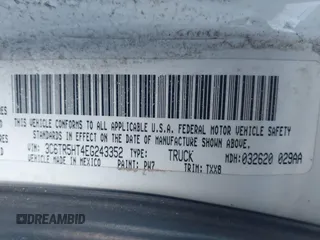 THIS VEHICLE CONFORMS TO ALL APPLICABLE U.S.A. FEDERAL MOTOR VEHICLE
SAFETY STANDARDS IN EFFECT ON THE DATE OF MANUFACTURE SHOWN ABOVE.
VIN: 3C6TR5HT4EG243352 TYPE: TRUCK MDH: 032620 029AA
MADE IN MEXICO PAINT: PW7 TRIM: TXX8